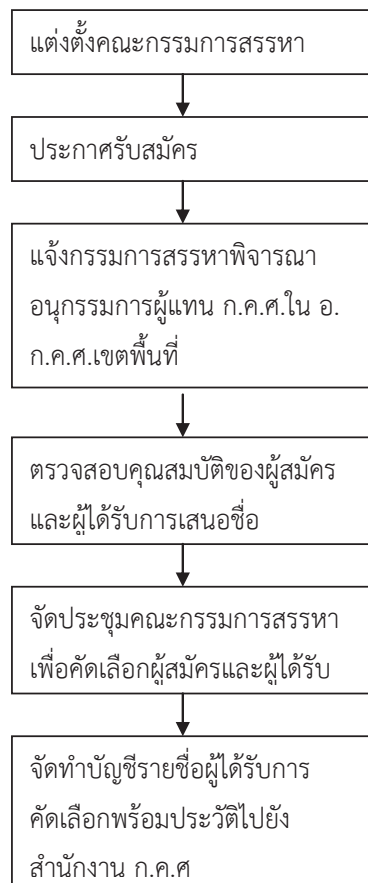 แต่งตั้งคณะกรรมการสรรหา
ประกาศรับสมัคร
แจ้งกรรมการสรรหาพิจารณา
อนุกรรมการผู้แทน ก.ค.ศ.ใน อ.
ก.ค.ศ.เขตพื้นที่
ตรวจสอบคุณสมบัติของผู้สมัคร
และผู้ได้รับการเสนอชื่อ
จัดประชุมคณะกรรมการสรรหา
เพื่อคัดเลือกผู้สมัครและผู้ได้รับ
จัดทำบัญชีรายชื่อผู้ได้รับการ
คัดเลือกพร้อมประวัติไปยัง
สำนักงาน ก.ค.ศ